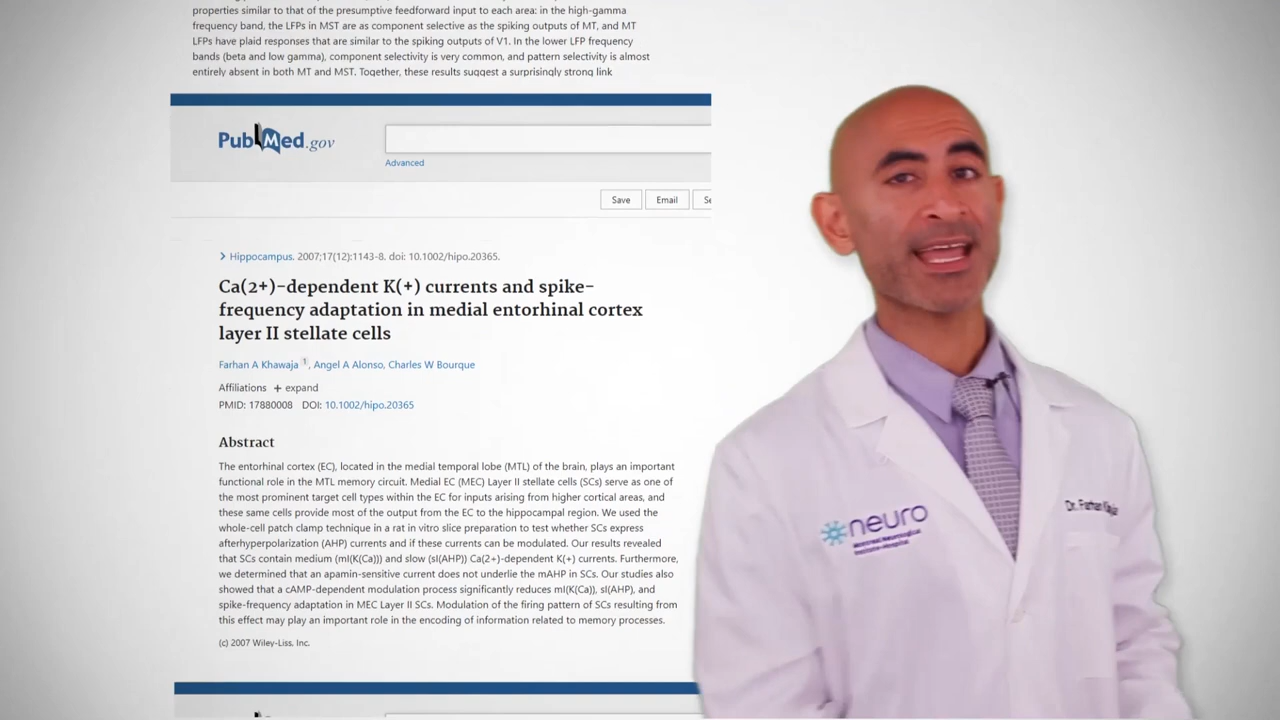 properties similar to that of the presumptive feedforward input to each area: in the high-gamma
frequency band, the LFPs in MST are as component selective as the spiking outputs of MT, and MT
LFPs have plaid responses that are similar to the spiking outputs of V1. In the lower LFP frequency
bands (beta and low gamma), component selectivity is very common, and pattern selectivity is almost
entirely absent in both MT and MST. Together, these results suggest a surprisingly strong link
PubMed.gov
Advanced
Save Email Se
> Hippocampus. 2007;17(12):1143-8. doi: 10.1002/hipo.20365.
Ca(2+)-dependent K(+) currents and spike-
frequency adaptation in medial entorhinal cortex
layer II stellate cells
Farhan A Khawaja 1, Angel A Alonso, Charles W Bourque
Affiliations + expand
PMID: 17880008 DOI: 10.1002/hipo.20365
Abstract
The entorhinal cortex (EC), located in the medial temporal lobe (MTL) of the brain, plays an important
functional role in the MTL memory circuit. Medial EC (MEC) Layer II stellate cells (SCs) serve as one of
the most prominent target cell types within the EC for inputs arising from higher cortical areas, and
these same cells provide most of the output from the EC to the hippocampal region. We used the
whole-cell patch clamp technique in a rat in vitro slice preparation to test whether SCs express
afterhyperpolarization (AHP) currents and if these currents can be modulated. Our results revealed
that SCs contain medium (mI(K(Ca))) and slow (sI(AHP)) Ca(2+)-dependent K(+) currents. Furthermore,
we determined that an apamin-sensitive current does not underlie the mAHP in SCs. Our studies also
showed that a cAMP-dependent modulation process significantly reduces mI(K(Ca)), sI(AHP), and
spike-frequency adaptation in MEC Layer II SCs. Modulation of the firing pattern of SCs resulting
from
this effect may play an important role in the encoding of information related to memory processes.
(c) 2007 Wiley-Liss, Inc.
neuro
Montreal Neurological
Institute-Hospital
Dr. Farhan